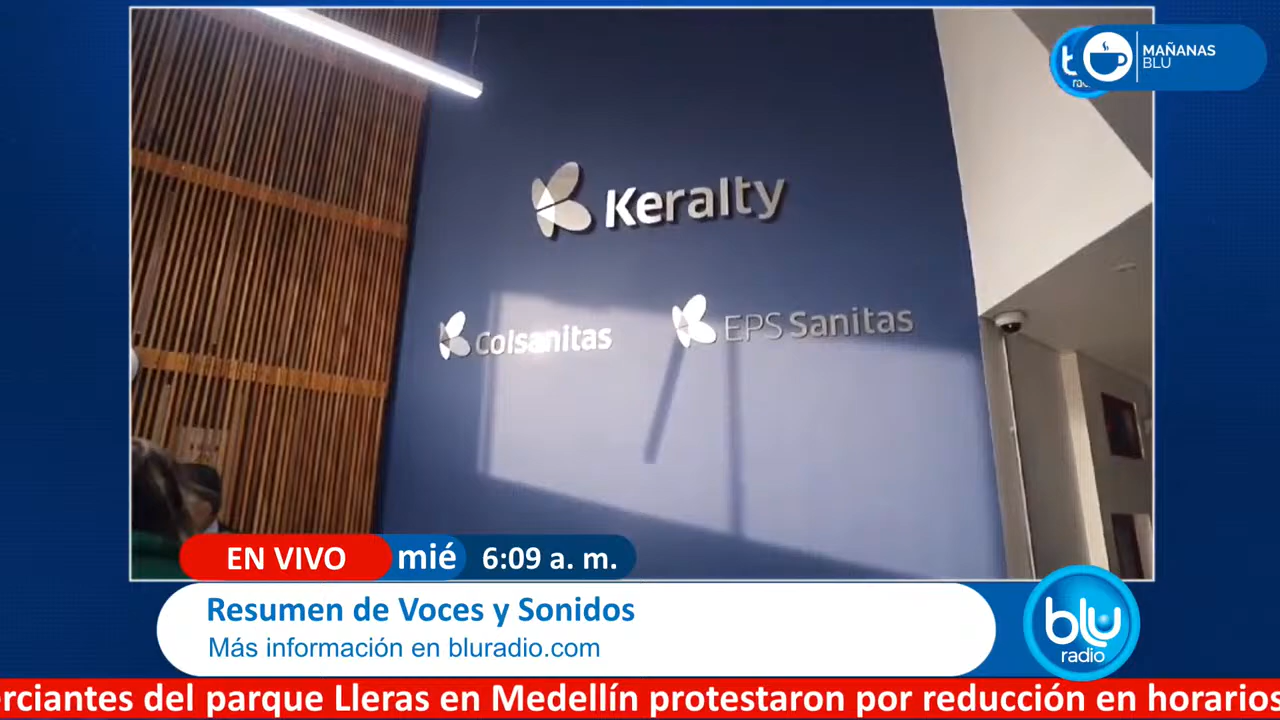 MAÑANAS
BLU
Keralty
Colsanitas
EPS Sanitas
EN VIVO mié 6:09 a. m.
Resumen de Voces y Sonidos
Más información en bluradio.com
blu
radio
erciantes del parque Lleras en Medellín protestaron por reducción en horarios